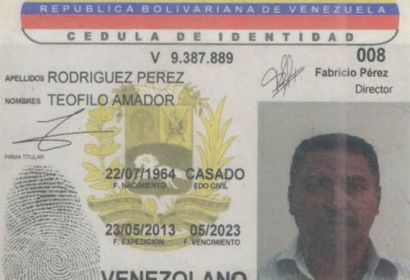 REPUBLICA BOLIVARIANA DE VENEZUELA
CEDULA DE IDENTIDAD
V 9.387.889 008
APELLIDOS RODRIGUEZ PEREZ Fabricio Pérez
Director
NOMBRES TEOFILO AMADOR
FIRMA TITULAR
22/07/1964 CASADO
F. NACIMIENTO EDO CIVIL
23/05/2013 05/2023
F. EXPEDICION F. VENCIMIENTO
VENEZOLANO